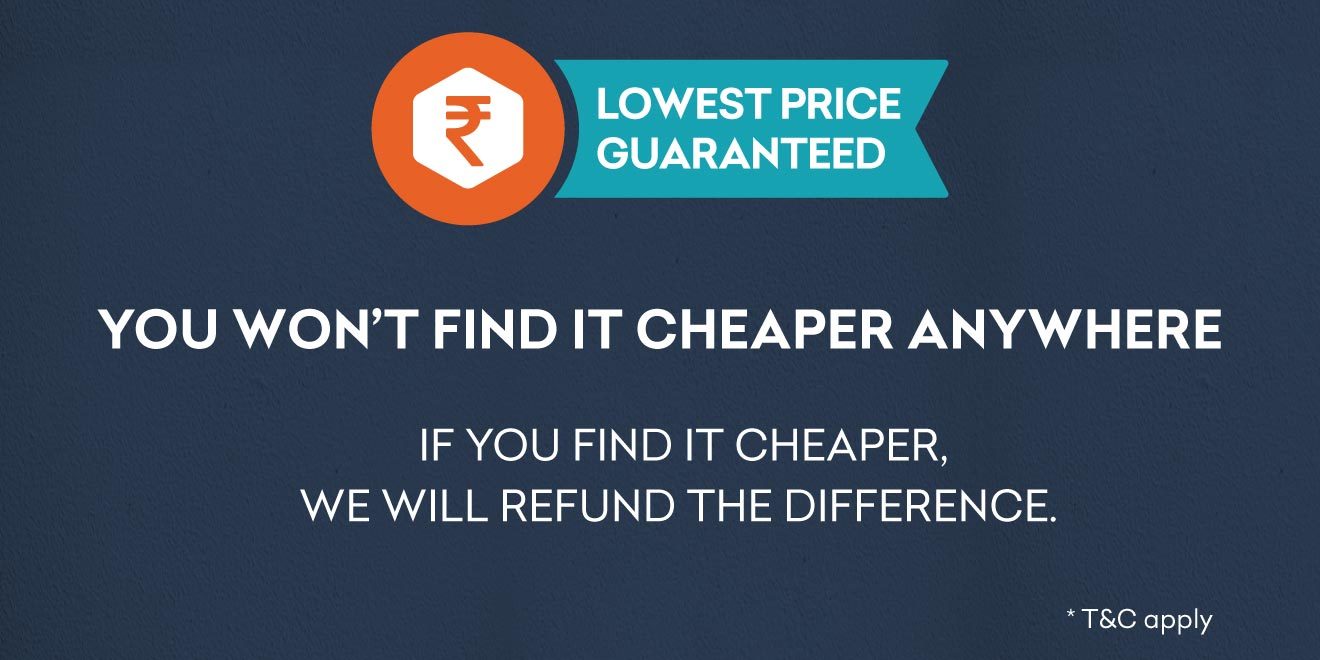 ₹
LOWEST PRICE
GUARANTEED
YOU WON'T FIND IT CHEAPER ANYWHERE
IF YOU FIND IT CHEAPER,
WE WILL REFUND THE DIFFERENCE.
* T&C apply